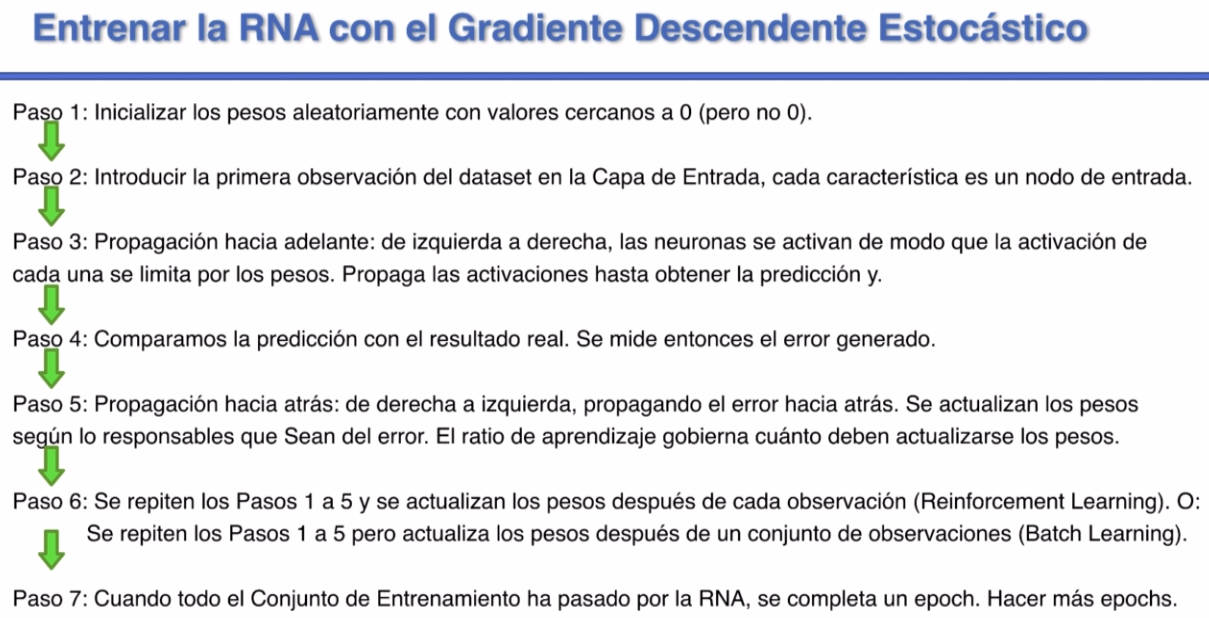 Entrenar la RNA con el Gradiente Descendente Estocástico
Paso 1: Inicializar los pesos aleatoriamente con valores cercanos a 0 (pero no 0).
Paso 2: Introducir la primera observación del dataset en la Capa de Entrada, cada característica es un nodo de entrada.
Paso 3: Propagación hacia adelante: de izquierda a derecha, las neuronas se activan de modo que la activación de
cada una se limita por los pesos. Propaga las activaciones hasta obtener la predicción y.
Paso 4: Comparamos la predicción con el resultado real. Se mide entonces el error generado.
Paso 5: Propagación hacia atrás: de derecha a izquierda, propagando el error hacia atrás. Se actualizan los pesos
según lo responsables que Sean del error. El ratio de aprendizaje gobierna cuánto deben actualizarse los pesos.
Paso 6: Se repiten los Pasos 1 a 5 y se actualizan los pesos después de cada observación (Reinforcement Learning). O:
Se repiten los Pasos 1 a 5 pero actualiza los pesos después de un conjunto de observaciones (Batch Learning).
Paso 7: Cuando todo el Conjunto de Entrenamiento ha pasado por la RNA, se completa un epoch. Hacer más epochs.